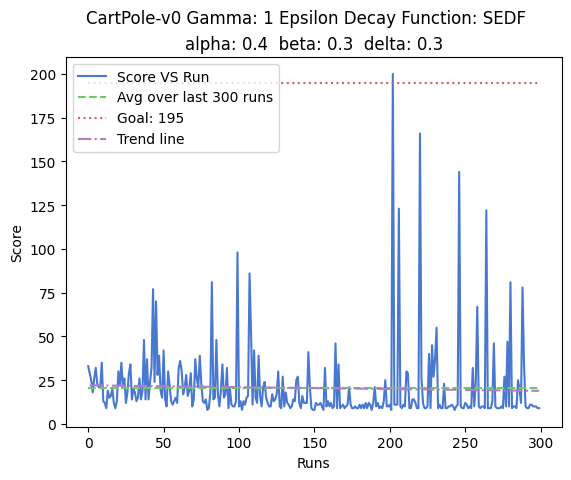 CartPole-v0 Gamma: 1 Epsilon Decay Function: SEDF
alpha: 0.4 beta: 0.3 delta: 0.3
Score VS Run
Avg over last 300 runs
Goal: 195
Trend line
Score
200
175
150
125
100
75
50
25
0
0 50 100 150 200 250 300
Runs